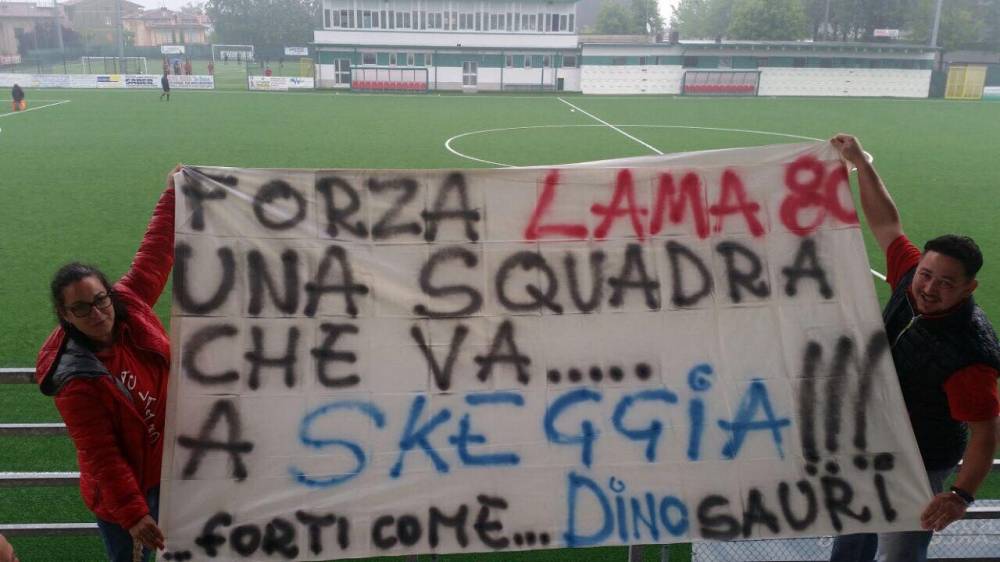 FORZA LAMA 80
UNA SQUADRA
CHE VA.....
A SKEGGIA!!!
...FORTI COME... DINOSAURI